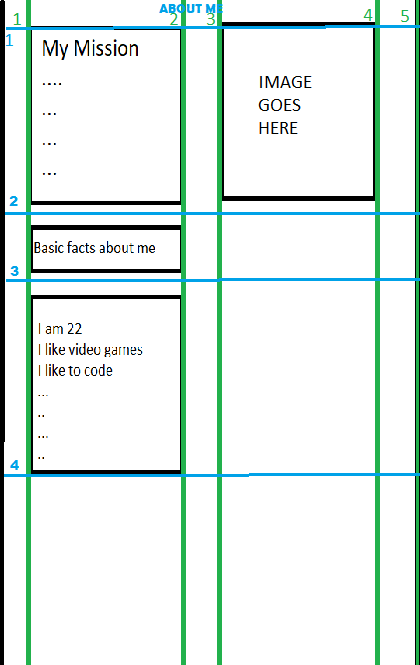 ABOUT ME
1 2 3 4 5
1
My Mission
....
...
...
...
IMAGE
GOES
HERE
2
Basic facts about me
3
I am 22
I like video games
I like to code
...
..
...
..
4